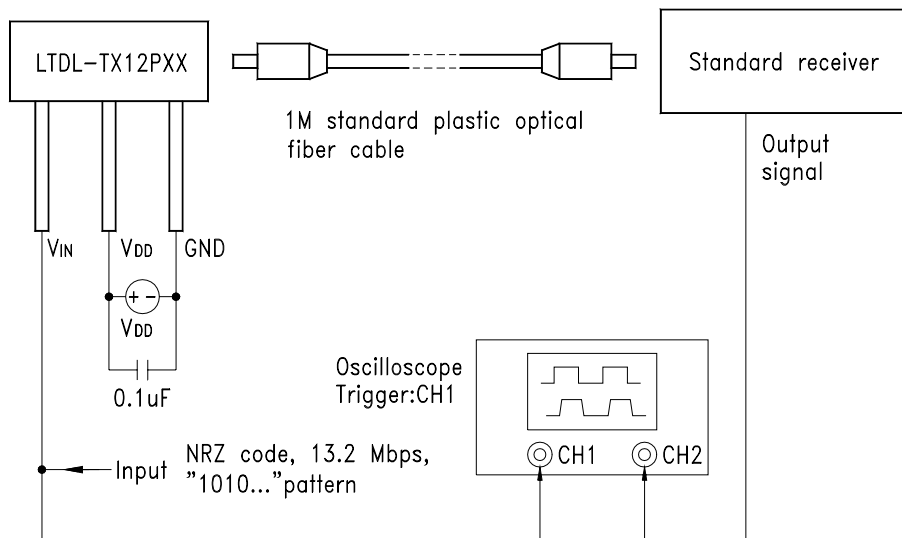 LTDL-TX12PXX
Standard receiver
1M standard plastic optical
fiber cable
Output
signal
VIN
VDD
GND
+ -
VDD
0.1uF
Oscilloscope
Trigger:CH1
CH1
CH2
Input
NRZ code, 13.2 Mbps,
"1010..."pattern